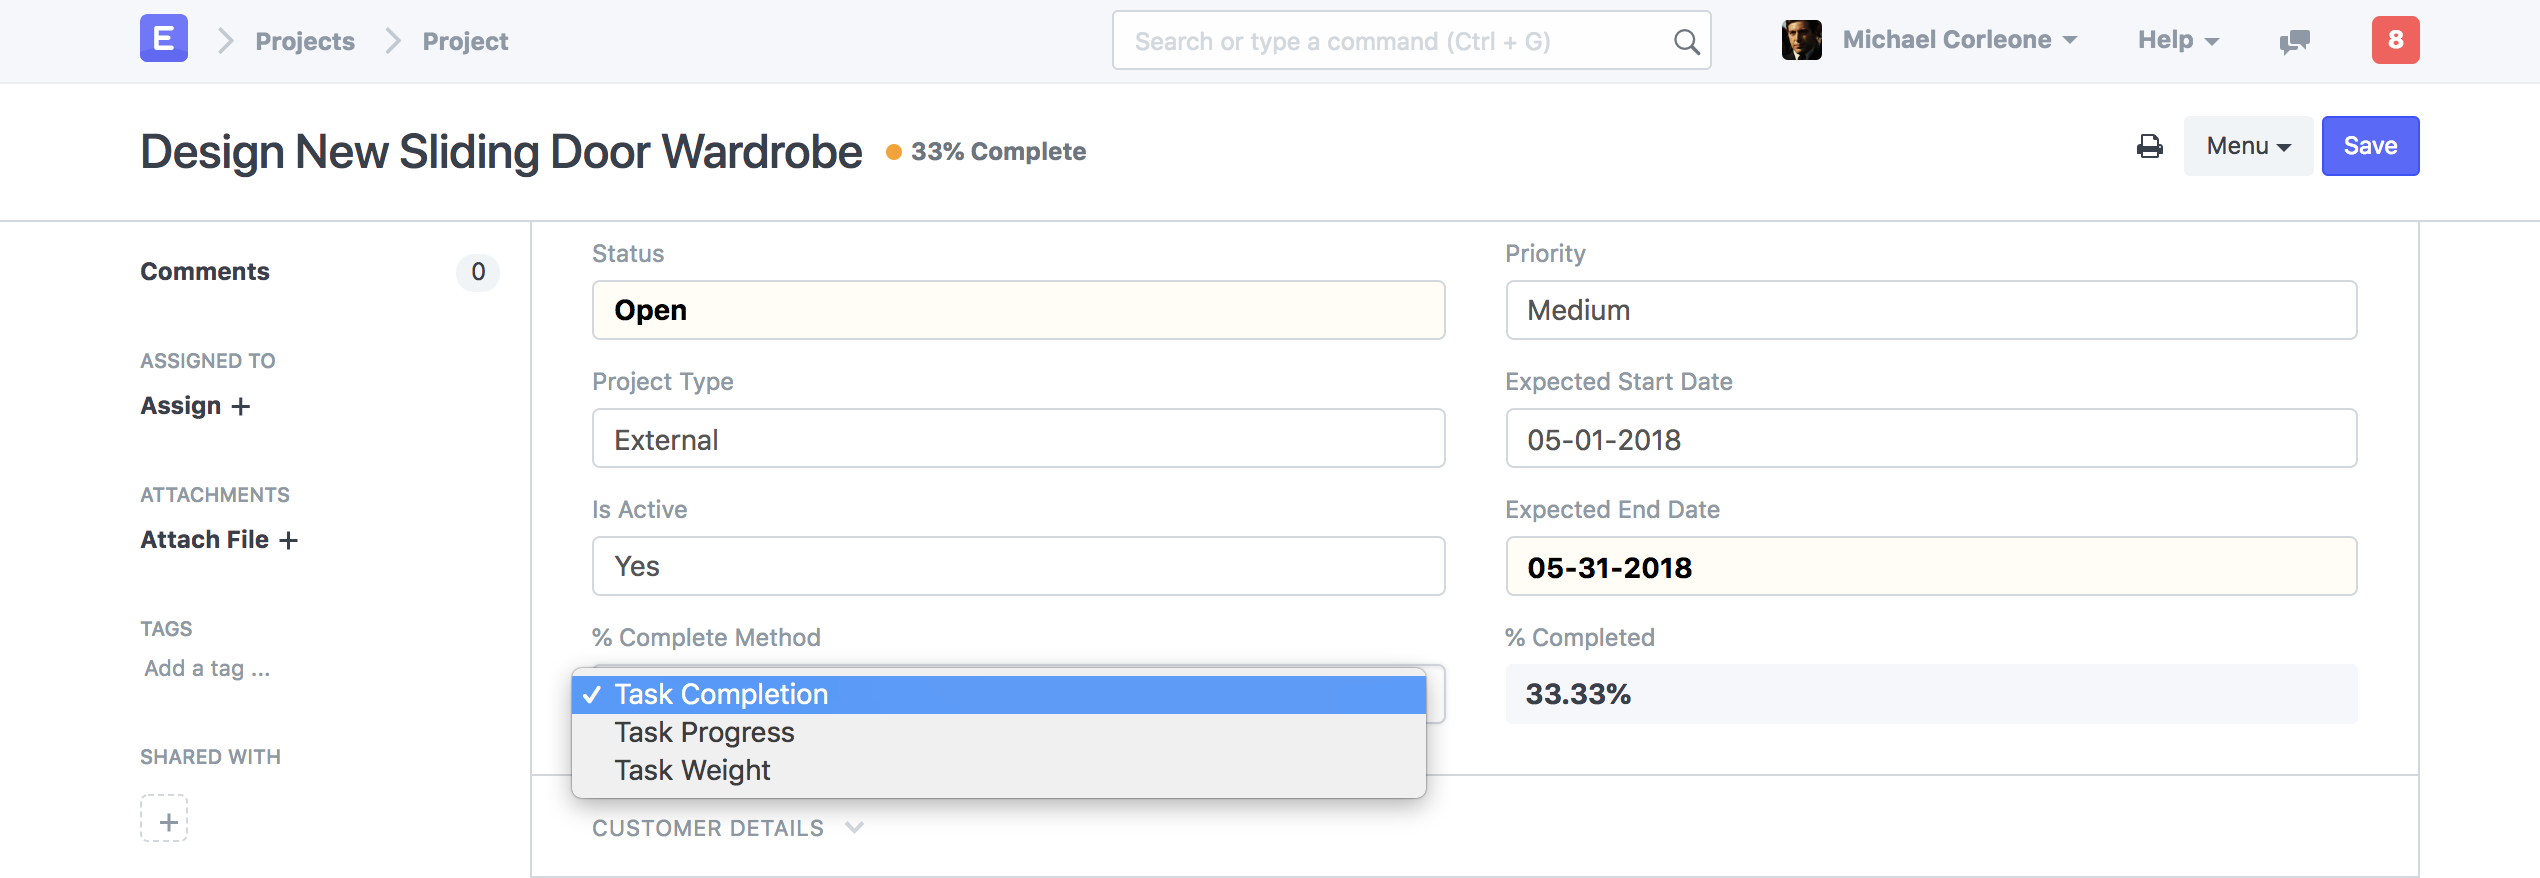 E Projects Project Search or type a command (Ctrl + G) Michael Corleone Help 8
Design New Sliding Door Wardrobe 33% Complete Menu Save
Comments 0
ASSIGNED TO
Assign +
ATTACHMENTS
Attach File +
TAGS
Add a tag ...
SHARED WITH
+
Status
Open
Project Type
External
Is Active
Yes
% Complete Method
✓ Task Completion
Task Progress
Task Weight
Priority
Medium
Expected Start Date
05-01-2018
Expected End Date
05-31-2018
% Completed
33.33%
CUSTOMER DETAILS